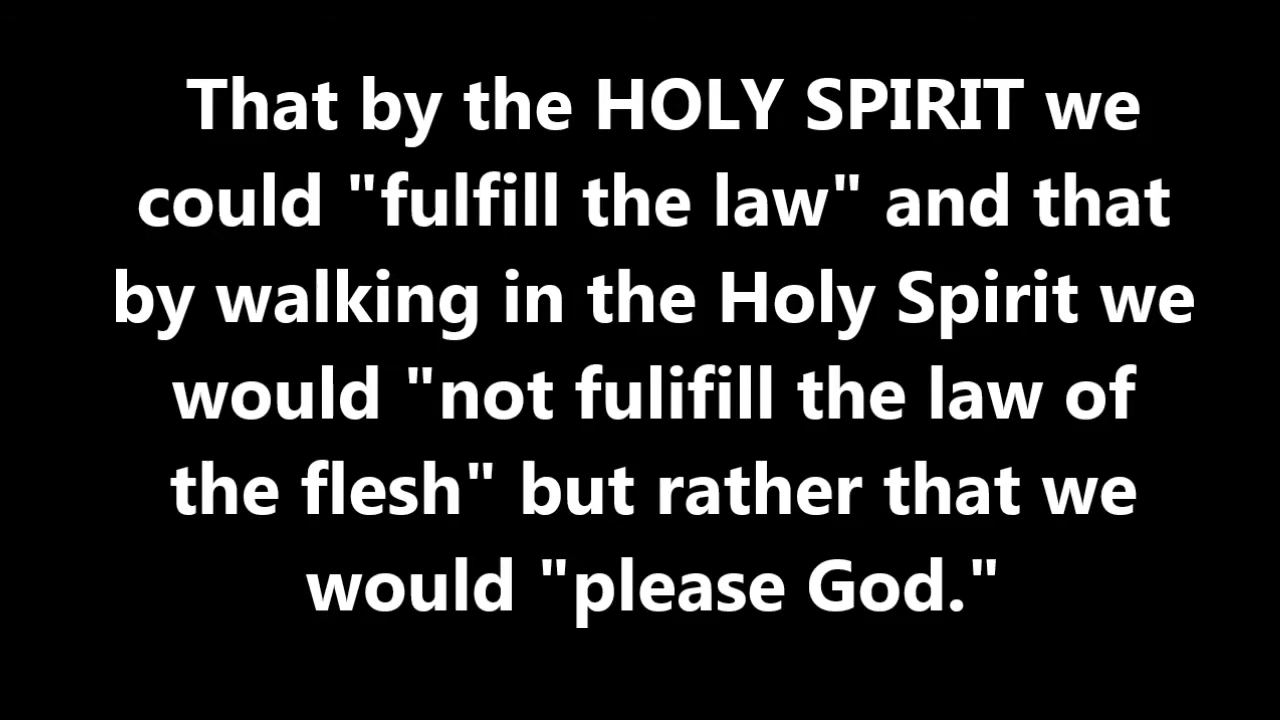 That by the HOLY SPIRIT we
could "fulfill the law" and that
by walking in the Holy Spirit we
would "not fulifill the law of
the flesh" but rather that we
would "please God."